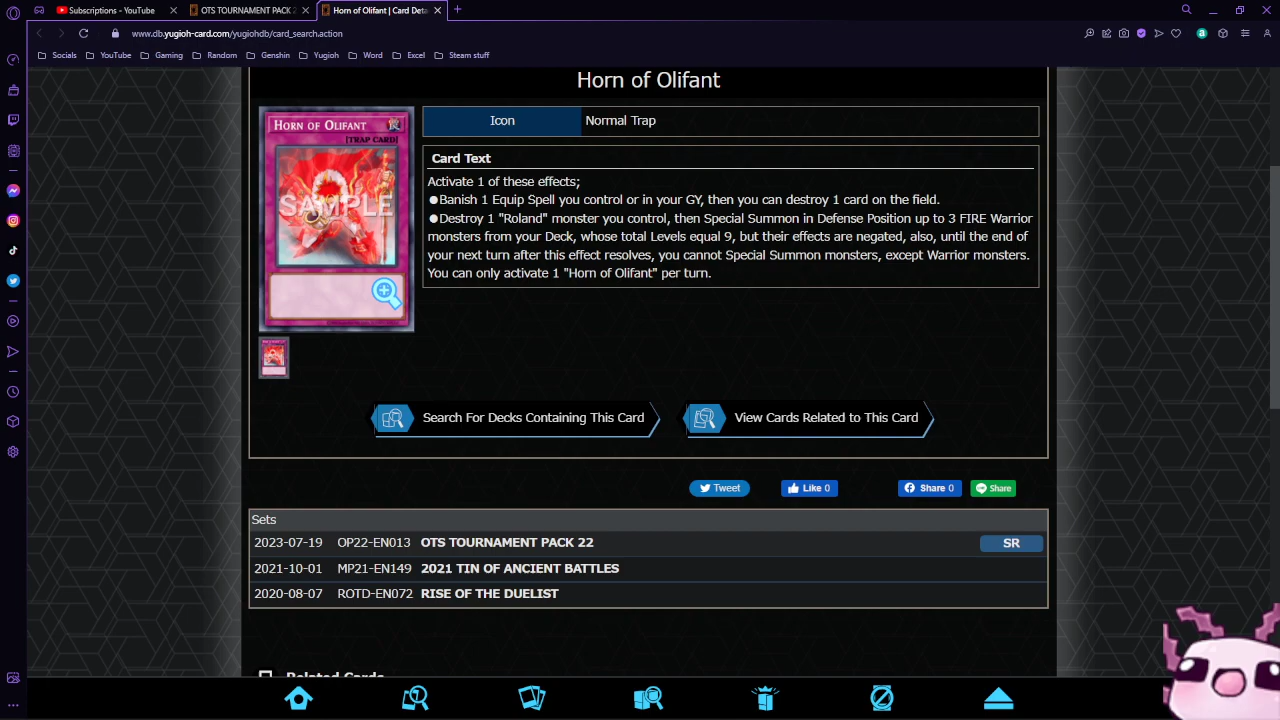 Subscriptions - YouTube
OTS TOURNAMENT PACK 2
Horn of Olifant | Card Deta
www.db.yugioh-card.com/yugiohdb/card_search.action
Socials YouTube Gaming Random Genshin Yugioh Word Excel Steam stuff
Horn of Olifant
HORN OF OLIFANT
[TRAP CARD]
SAMPLE
Icon Normal Trap
Card Text
Activate 1 of these effects;
●Banish 1 Equip Spell you control or in your GY, then you can destroy 1 card on the field.
●Destroy 1 "Roland" monster you control, then Special Summon in Defense Position up to 3 FIRE Warrior
monsters from your Deck, whose total Levels equal 9, but their effects are negated, also, until the end of
your next turn after this effect resolves, you cannot Special Summon monsters, except Warrior monsters.
You can only activate 1 "Horn of Olifant" per turn.
Search For Decks Containing This Card
View Cards Related to This Card
Tweet Like 0 Share 0 Share
Sets
2023-07-19 OP22-EN013 OTS TOURNAMENT PACK 22 SR
2021-10-01 MP21-EN149 2021 TIN OF ANCIENT BATTLES
2020-08-07 ROTD-EN072 RISE OF THE DUELIST
Related Cards